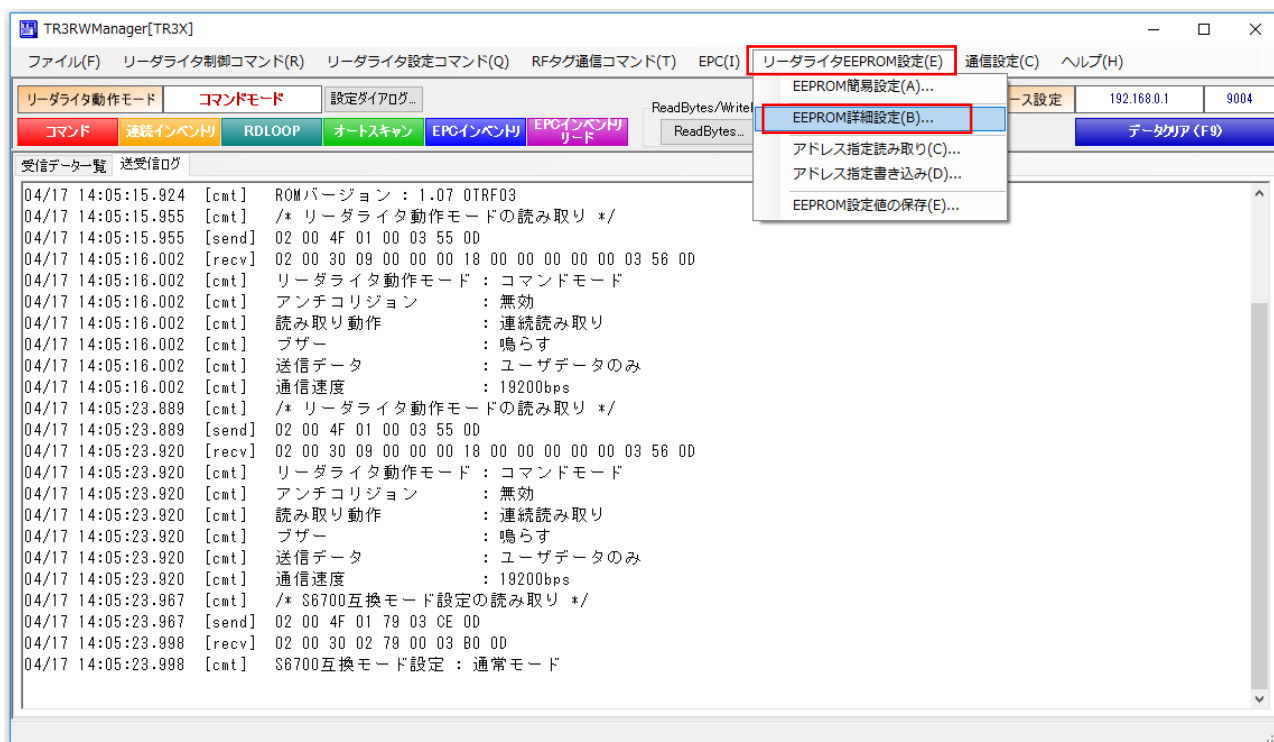 TR3RWManager[TR3X]
ファイル(F) リーダライタ制御コマンド(R) リーダライタ設定コマンド(Q) RFタグ通信コマンド(T) EPC(I) リーダライタEEPROM設定(E) 通信設定(C) ヘルプ(H)
リーダライタ動作モード コマンドモード 設定ダイアログ... ReadBytes/Write ース設定 192.168.0.1 9004
コマンド 連続インベントリ RDLOOP オートスキャン EPCインベントリ EPCインベントリリード ReadBytes... データクリア(F9)
EEPROM簡易設定(A)...
EEPROM詳細設定(B)...
アドレス指定読み取り(C)...
アドレス指定書き込み(D)...
EEPROM設定値の保存(E)...
受信データ一覧 送受信ログ
04/17 14:05:15.924 [cmt] ROMバージョン : 1.07 0TRF03
04/17 14:05:15.955 [cmt] /* リーダライタ動作モードの読み取り */
04/17 14:05:15.955 [send] 02 00 4F 01 00 03 55 0D
04/17 14:05:16.002 [recv] 02 00 30 09 00 00 00 18 00 00 00 00 00 03 56 0D
04/17 14:05:16.002 [cmt] リーダライタ動作モード : コマンドモード
04/17 14:05:16.002 [cmt] アンチコリジョン : 無効
04/17 14:05:16.002 [cmt] 読み取り動作 : 連続読み取り
04/17 14:05:16.002 [cmt] ブザー : 鳴らす
04/17 14:05:16.002 [cmt] 送信データ : ユーザデータのみ
04/17 14:05:16.002 [cmt] 通信速度 : 19200bps
04/17 14:05:23.889 [cmt] /* リーダライタ動作モードの読み取り */
04/17 14:05:23.889 [send] 02 00 4F 01 00 03 55 0D
04/17 14:05:23.920 [recv] 02 00 30 09 00 00 00 18 00 00 00 00 00 03 56 0D
04/17 14:05:23.920 [cmt] リーダライタ動作モード : コマンドモード
04/17 14:05:23.920 [cmt] アンチコリジョン : 無効
04/17 14:05:23.920 [cmt] 読み取り動作 : 連続読み取り
04/17 14:05:23.920 [cmt] ブザー : 鳴らす
04/17 14:05:23.920 [cmt] 送信データ : ユーザデータのみ
04/17 14:05:23.920 [cmt] 通信速度 : 19200bps
04/17 14:05:23.967 [cmt] /* S6700互換モード設定の読み取り */
04/17 14:05:23.967 [send] 02 00 4F 01 79 03 CE 0D
04/17 14:05:23.998 [recv] 02 00 30 02 79 00 03 B0 0D
04/17 14:05:23.998 [cmt] S6700互換モード設定 : 通常モード